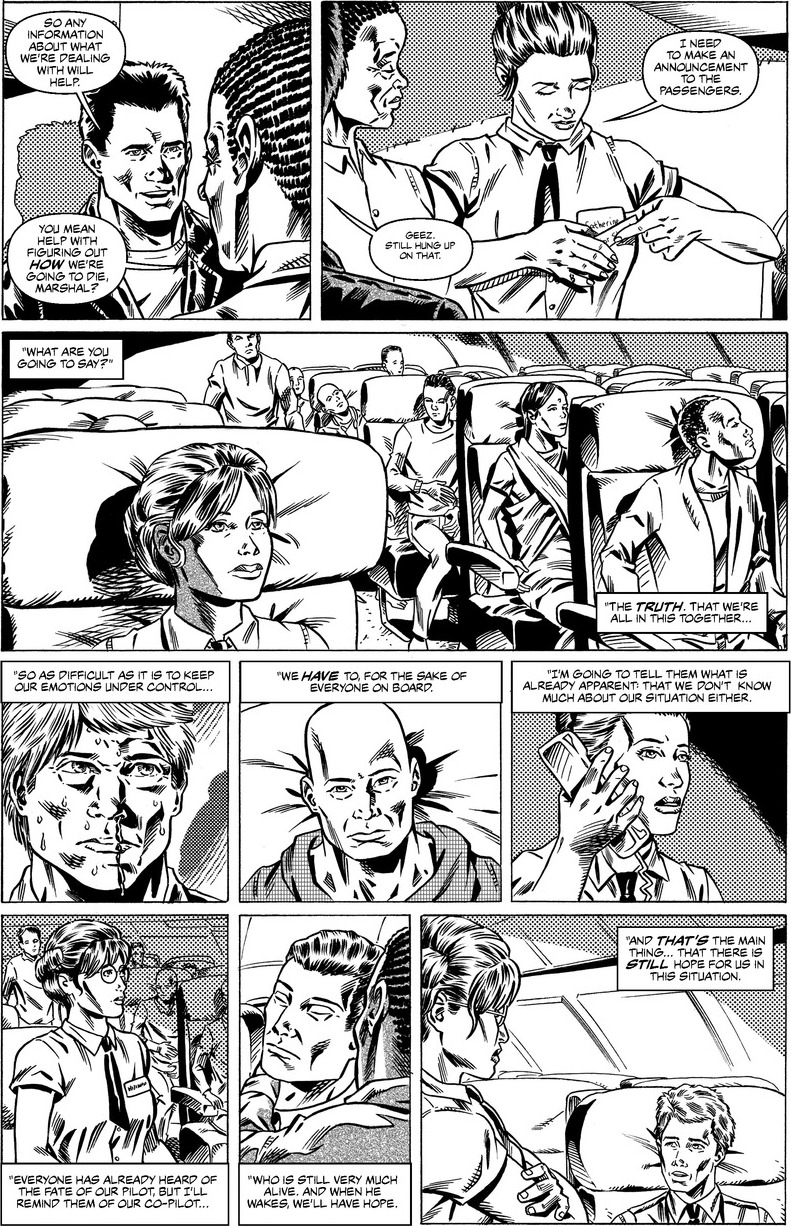 SO ANY
INFORMATION
ABOUT WHAT
WE'RE DEALING
WITH WILL
HELP.
YOU MEAN
HELP WITH
FIGURING OUT
HOW WE'RE
GOING TO DIE,
MARSHAL?
I NEED
TO MAKE AN
ANNOUNCEMENT
TO THE
PASSENGERS.
Catherine
GEEZ.
STILL HUNG UP
ON THAT.
"WHAT ARE YOU
GOING TO SAY?"
"THE TRUTH. THAT WE'RE
ALL IN THIS TOGETHER...
"SO AS DIFFICULT AS IT IS TO KEEP
OUR EMOTIONS UNDER CONTROL...
"WE HAVE TO, FOR THE SAKE OF
EVERYONE ON BOARD.
"I'M GOING TO TELL THEM WHAT IS
ALREADY APPARENT: THAT WE DON'T KNOW
MUCH ABOUT OUR SITUATION EITHER.
"EVERYONE HAS ALREADY HEARD OF
THE FATE OF OUR PILOT, BUT I'LL
REMIND THEM OF OUR CO-PILOT...
"WHO IS STILL VERY MUCH
ALIVE. AND WHEN HE
WAKES, WE'LL HAVE HOPE.
"AND THAT'S THE MAIN
THING... THAT THERE IS
STILL HOPE FOR US IN
THIS SITUATION.